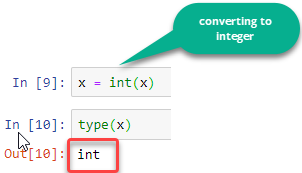 converting to
integer
In [9]: x = int(x)
In [10]: type(x)
Out[10]: int